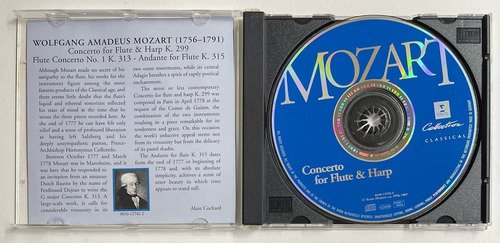 WOLFGANG AMADEUS MOZART (1756–1791)
Concerto for Flute & Harp K. 299
Flute Concerto No. 1 K. 313 - Andante for Flute K. 315
Although Mozart made no secret of his
antipathy to the flute, his works for the
instrument figure among the most
famous products of the Classical age, and
there seems little doubt that the flute's
liquid and ethereal sonorities reflected
his state of mind at the time that he
wrote the three pieces recorded here. At
the end of 1777 he can have felt only
relief and a sense of profound liberation
at having left Salzburg and his
deeply unsympathetic patron, Prince-
Archbishop Hieronymus Colloredo.
Between October 1777 and March
1778 Mozart was in Mannheim, and it
was here that he responded to
an invitation from an amateur
flautist by the name of
Ferdinand Dejean to write the
G major Concerto K. 313. A
large-scale work, it calls for
considerable virtuosity in its
two outer movements, while its central
Adagio breathes a spirit of rapt poetic
enchantment.
The more or less contemporary
Concerto for flute and harp K. 299 was
composed in Paris in April 1778 at the
request of the Comte de Guines. The
combination of the two instruments
resulting in a piece remarkable for its
tenderness and grace. On this occasion
the works seductive appeal stems not
from its virtuosity but from the delicacy
of its pastel shades.
The Andante for flute K. 315 dates
from the end of 1777 or beginning of
1778 and, with its absolute
simplicity, achieves a sense of
utter beauty in which time
appears to stand still.
Alain Cochard
0630-12742-2
MOZART
ERATO
Collection
CLASSICAL
Concerto
for Flute & Harp
0630-12742-2